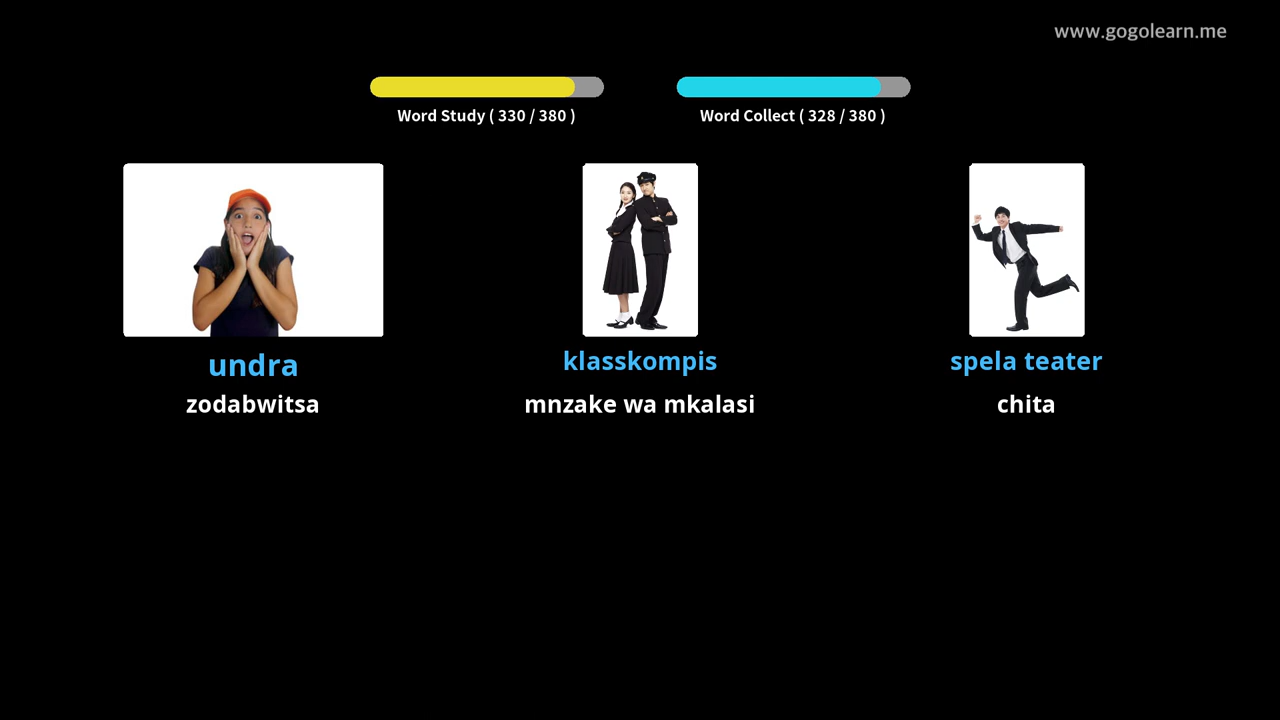 www.gogolearn.me
Word Study ( 330 / 380 )
Word Collect ( 328 / 380 )
undra
zodabwitsa
klasskompis
mnzake wa mkalasi
spela teater
chita